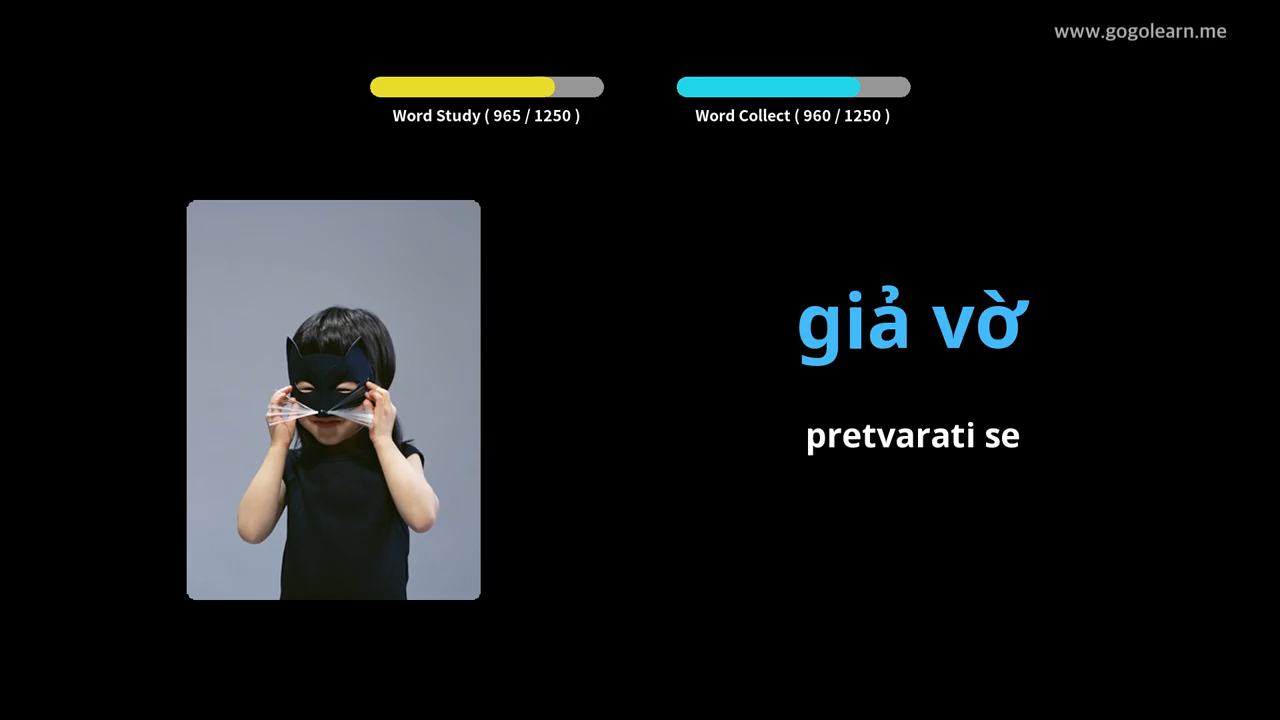 www.gogolearn.me
Word Study ( 965 / 1250 )
Word Collect ( 960 / 1250 )
giả vờ
pretvarati se